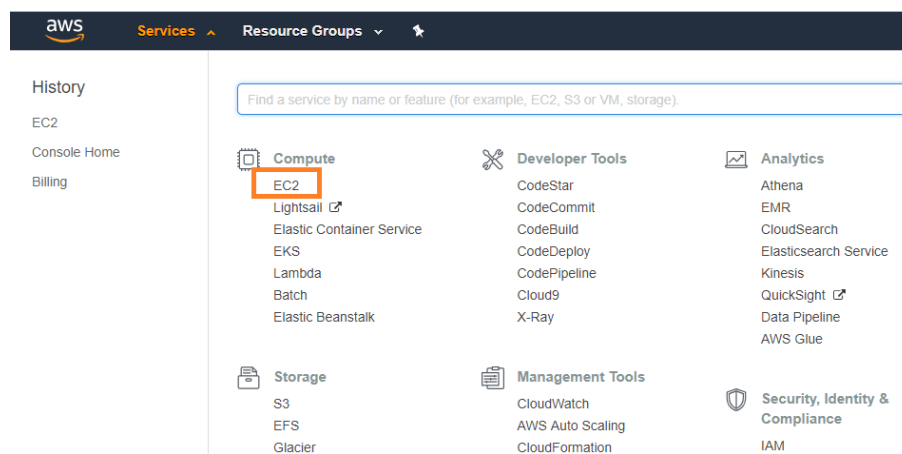 aws Services Resource Groups
History
EC2
Console Home
Billing
Find a service by name or feature (for example, EC2, S3 or VM, storage).
Compute
EC2
Lightsail
Elastic Container Service
EKS
Lambda
Batch
Elastic Beanstalk
Developer Tools
CodeStar
CodeCommit
CodeBuild
CodeDeploy
CodePipeline
Cloud9
X-Ray
Analytics
Athena
EMR
CloudSearch
Elasticsearch Service
Kinesis
QuickSight
Data Pipeline
AWS Glue
Storage
S3
EFS
Glacier
Management Tools
CloudWatch
AWS Auto Scaling
CloudFormation
Security, Identity &
Compliance
IAM